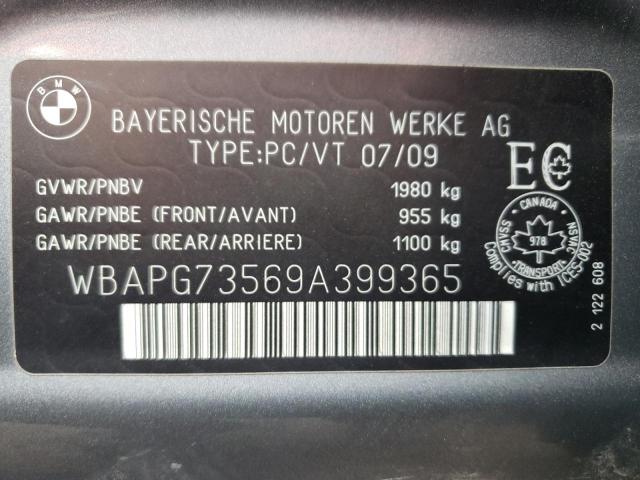 BMW
BAYERISCHE MOTOREN WERKE AG
TYPE:PC/VT 07/09
EC
GVWR/PNBV 1980 kg
GAWR/PNBE (FRONT/AVANT) 955 kg
GAWR/PNBE (REAR/ARRIERE) 1100 kg
CANADA
CMVSS
NSVAC
978
TRANSPORT
Complies with ICES-002
WBAPG73569A399365
2 122 608